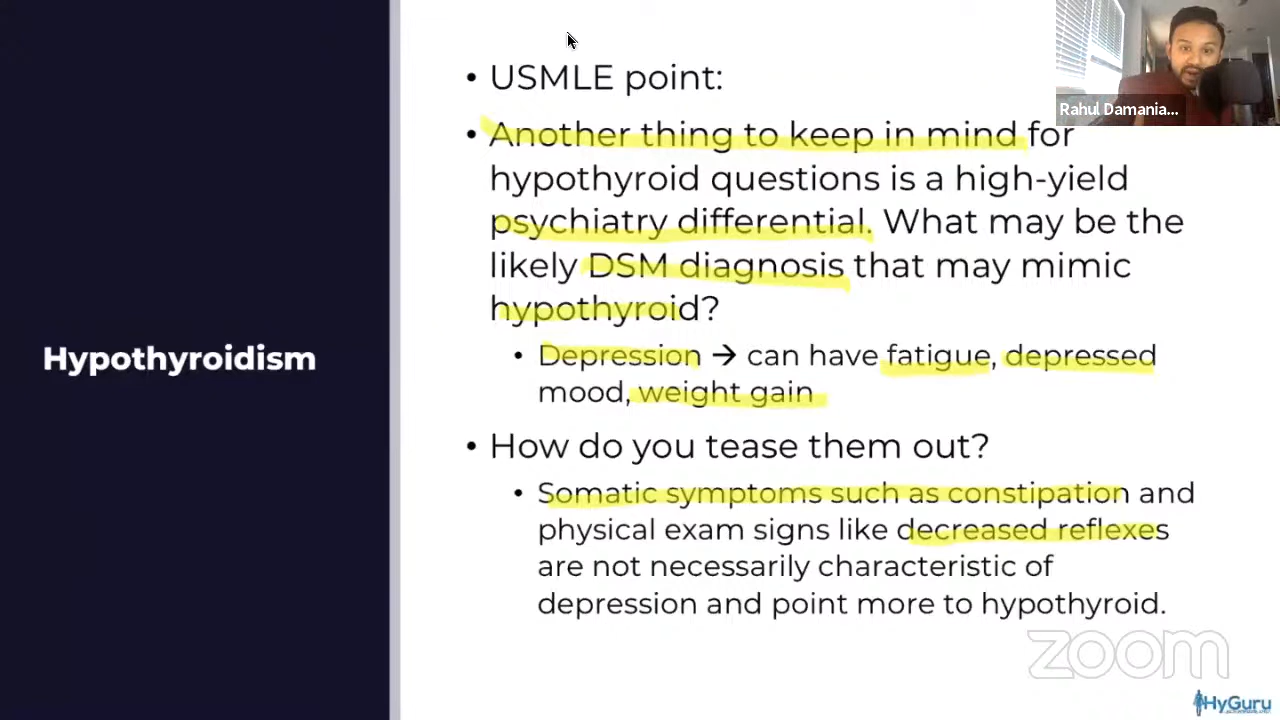 • USMLE point:
Rahul Damania...
• Another thing to keep in mind for
hypothyroid questions is a high-yield
psychiatry differential. What may be the
likely DSM diagnosis that may mimic
hypothyroid?
Hypothyroidism
• Depression → can have fatigue, depressed
mood, weight gain
• How do you tease them out?
• Somatic symptoms such as constipation and
physical exam signs like decreased reflexes
are not necessarily characteristic of
depression and point more to hypothyroid.
zoom
HyGuru